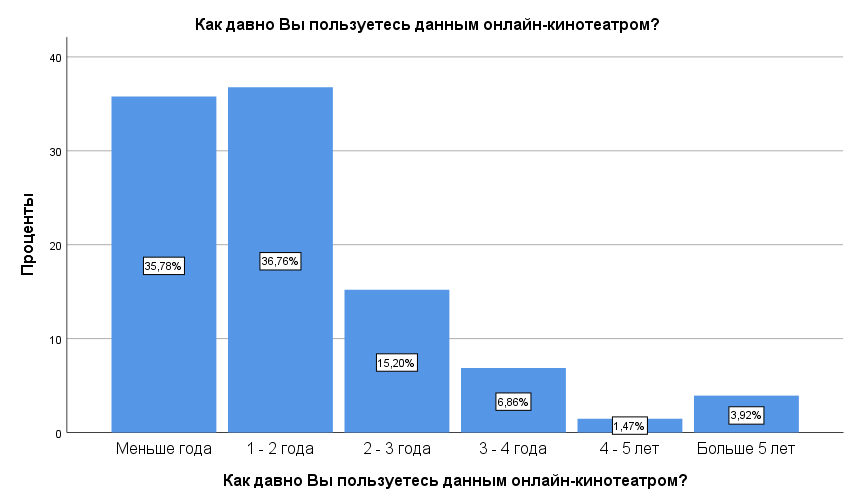 Как давно Вы пользуетесь данным онлайн-кинотеатром?
Проценты
40
30
20
10
0
35,78%
36,76%
15,20%
6,86%
1,47%
3,92%
Меньше года
1 - 2 года
2 - 3 года
3 - 4 года
4 - 5 лет
Больше 5 лет
Как давно Вы пользуетесь данным онлайн-кинотеатром?